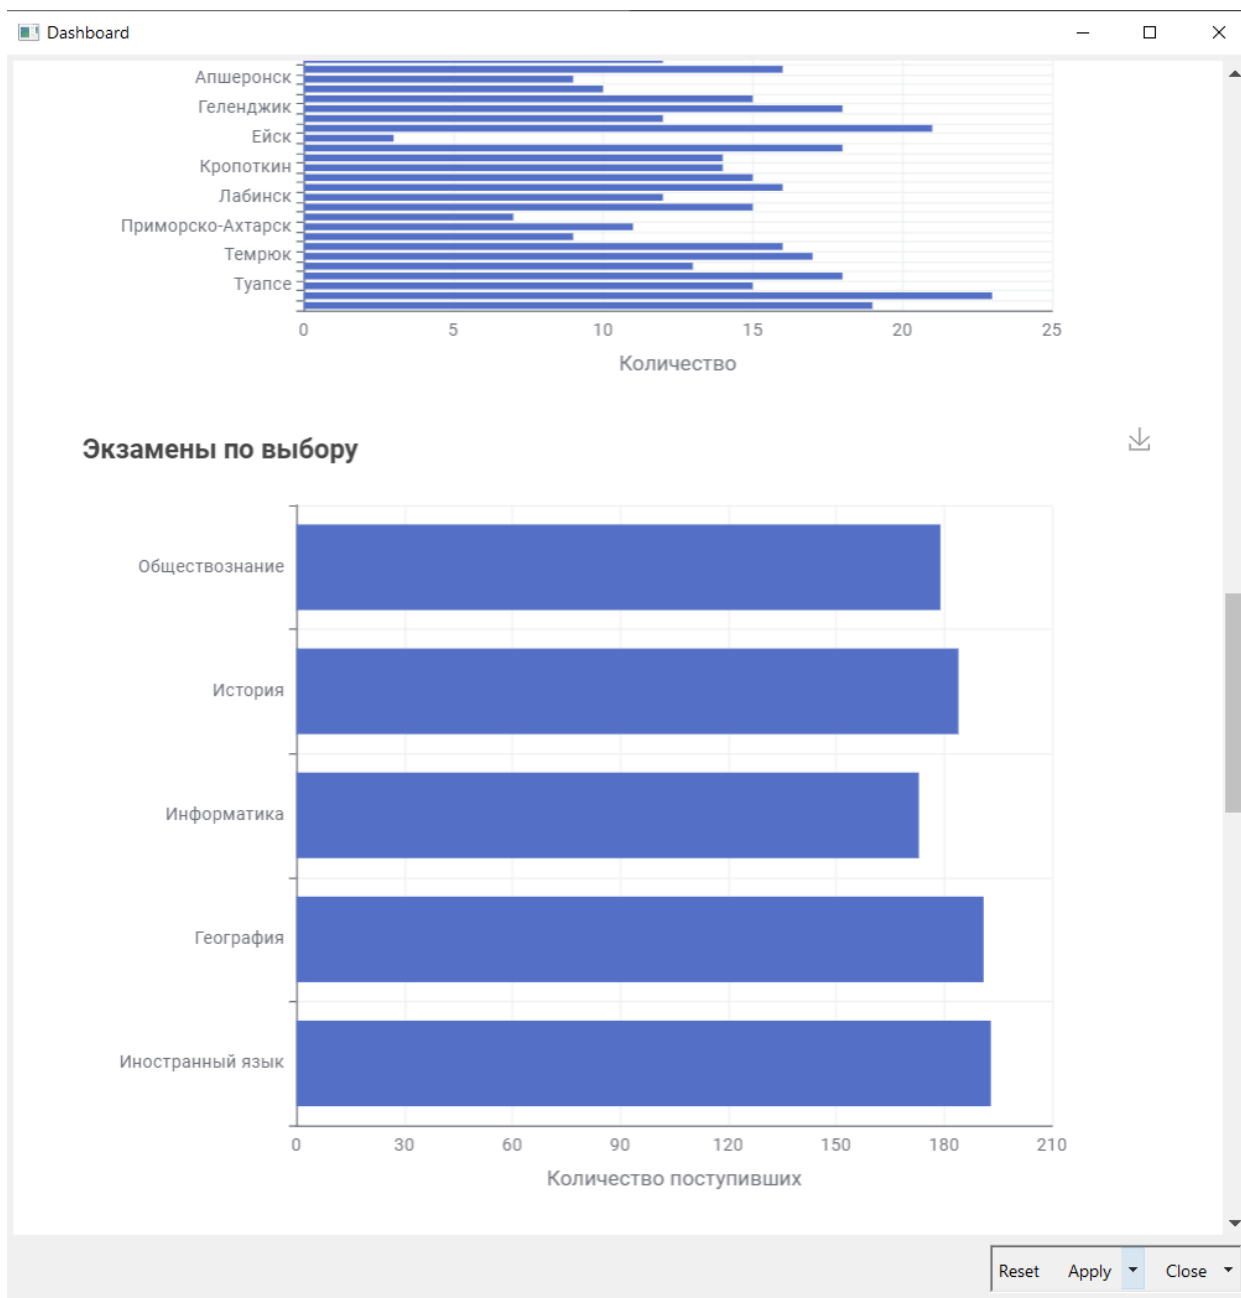 Dashboard
Апшеронск
Геленджик
Ейск
Кропоткин
Лабинск
Приморско-Ахтарск
Темрюк
Туапсе
0 5 10 15 20 25
Количество
Экзамены по выбору
Обществознание
История
Информатика
География
Иностранный язык
0 30 60 90 120 150 180 210
Количество поступивших
Reset Apply Close